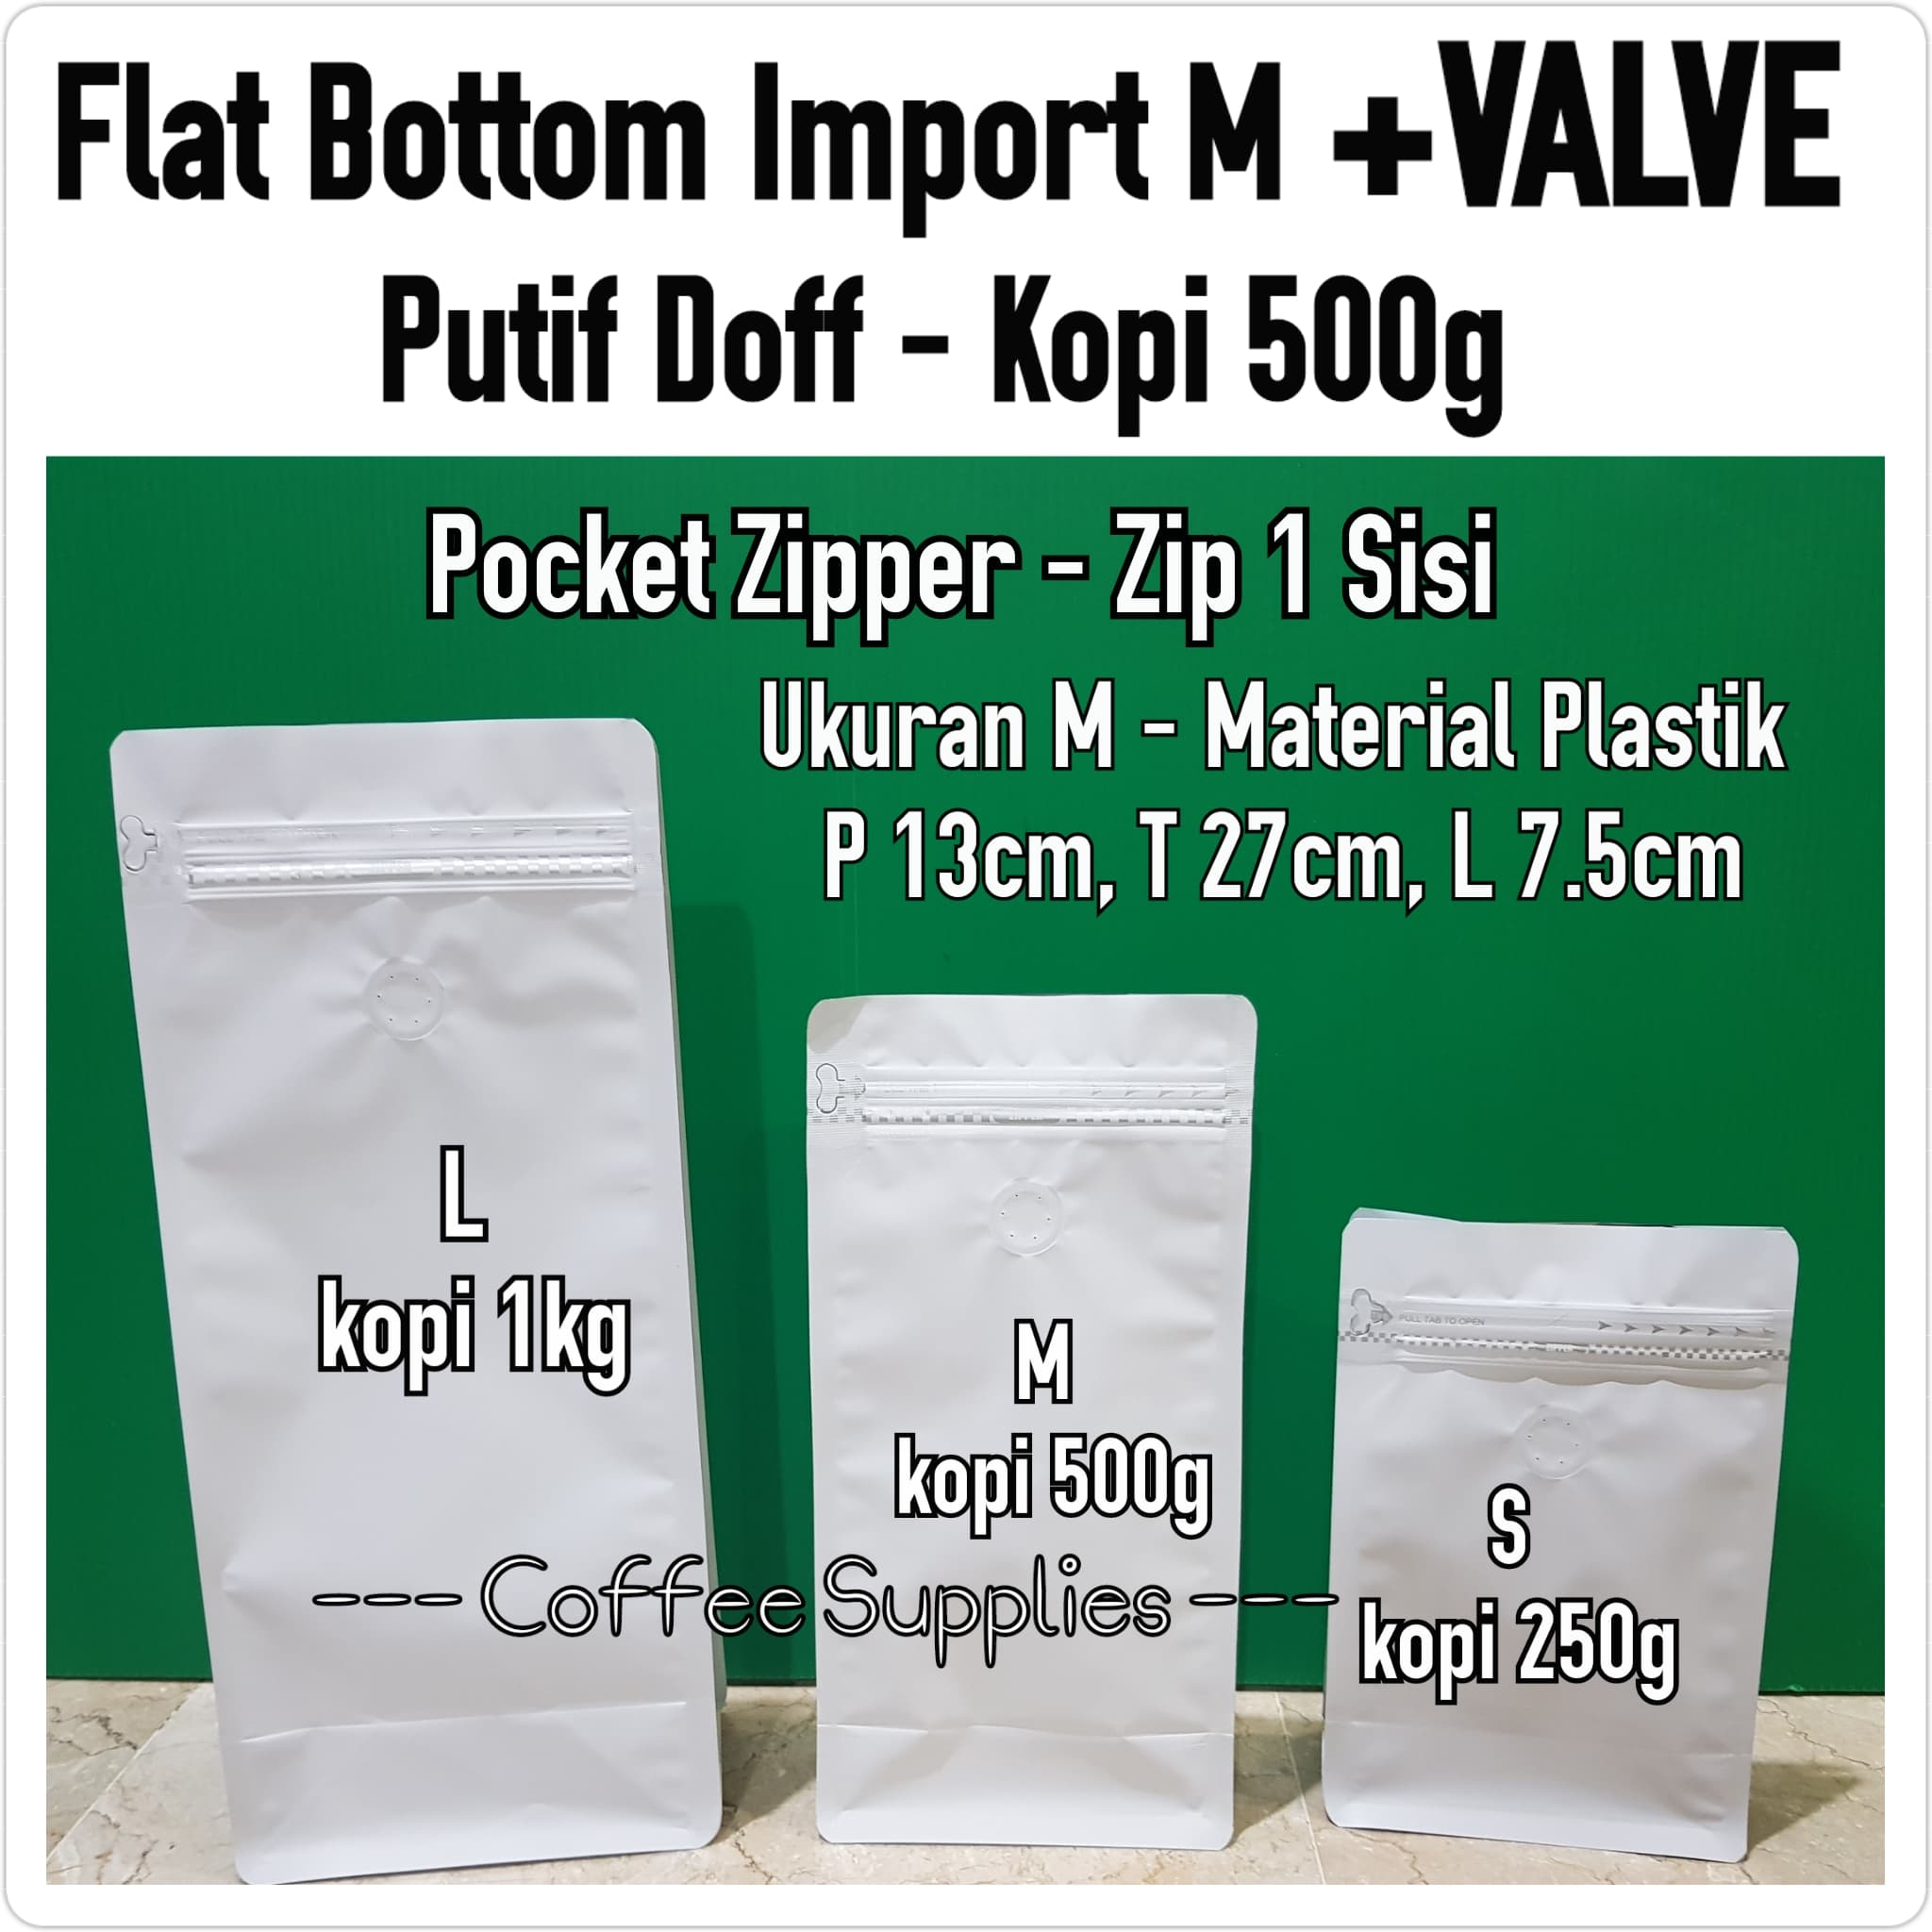 Flat Bottom Import M +VALVE
Putif Doff - Kopi 500g
Pocket Zipper - Zip 1 Sisi
Ukuran M - Material Plastik
P 13cm, T 27cm, L 7.5cm
L
kopi 1kg
M
kopi 500g
S
kopi 250g
--- Coffee Supplies ---
PULL TAB TO OPEN